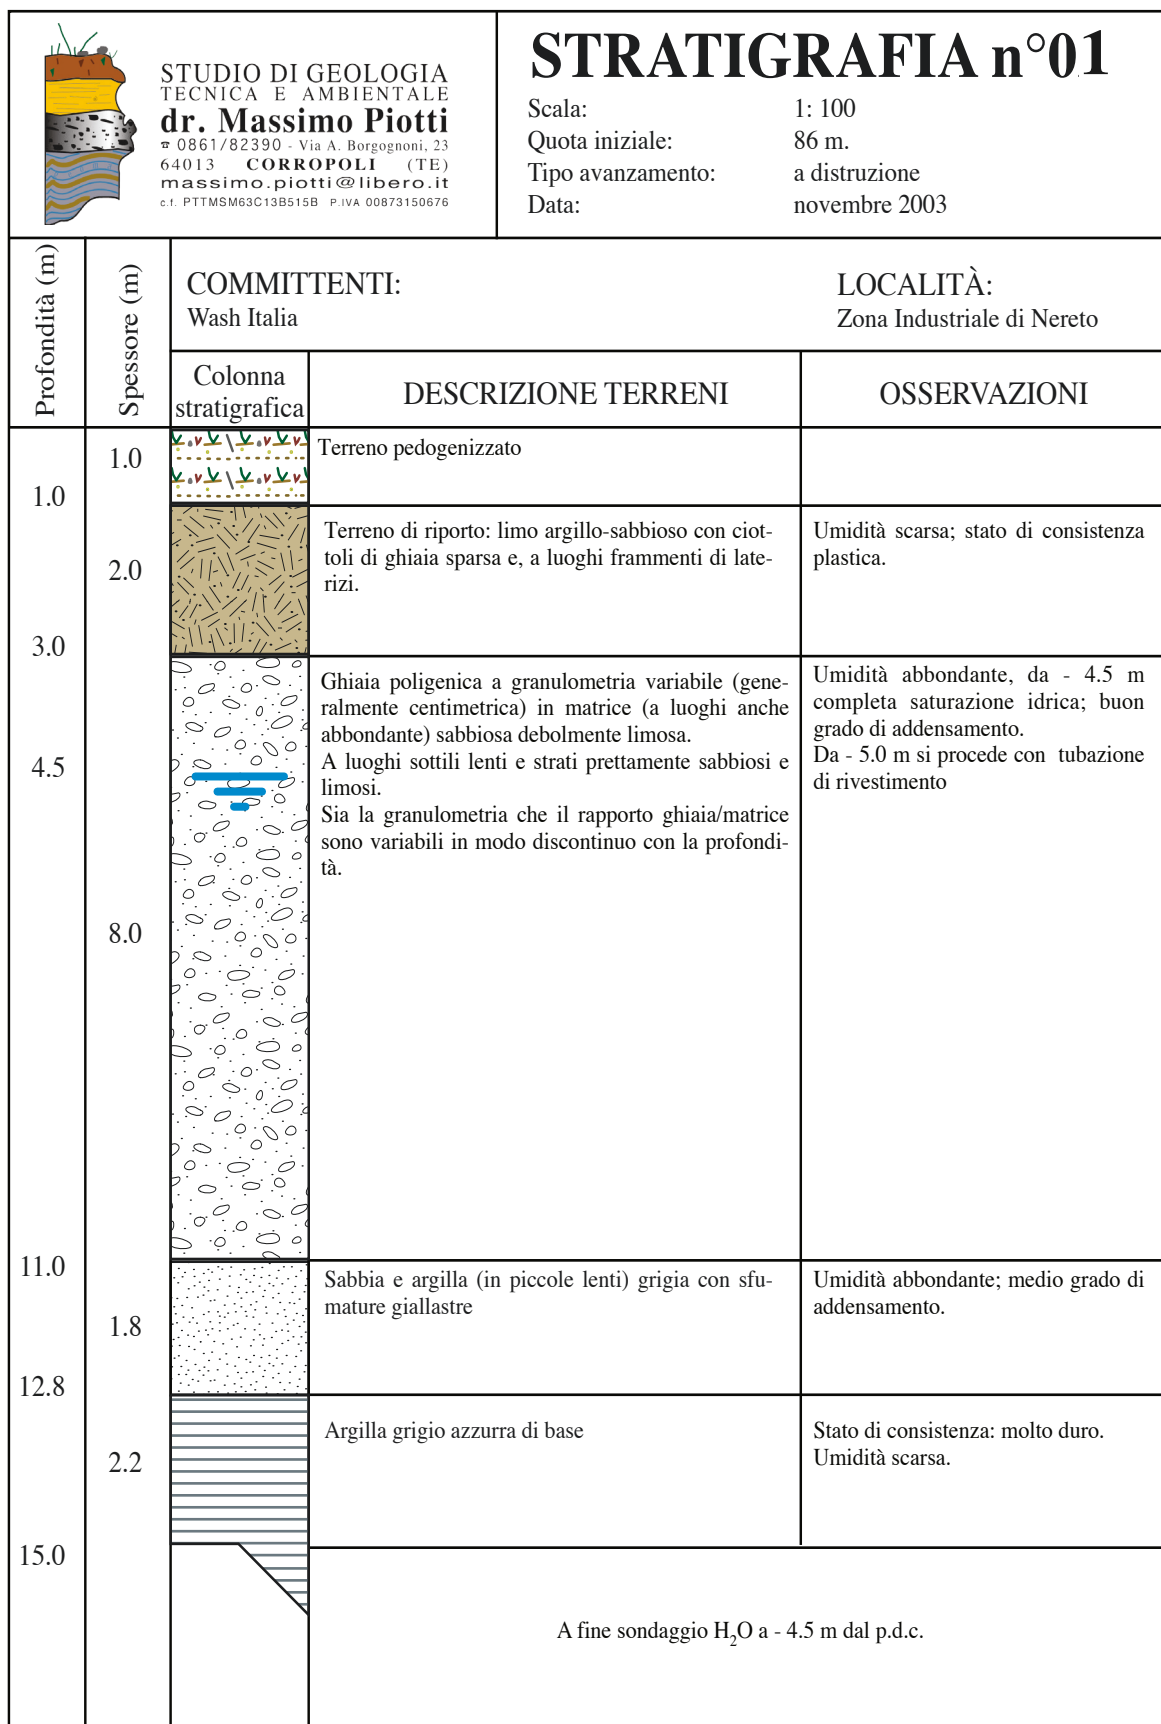 STUDIO DI GEOLOGIA
TECNICA E AMBIENTALE
dr. Massimo Piotti
☎ 0861/82390 - Via A. Borgognoni, 23
64013 CORROPOLI (TE)
massimo.piotti@libero.it
c.f. PTTMSM63C13B515B P.IVA 00873150676
STRATIGRAFIA n°01
Scala: 1: 100
Quota iniziale: 86 m.
Tipo avanzamento: a distruzione
Data: novembre 2003
Profondità (m)
Spessore (m)
COMMITTENTI:
Wash Italia
LOCALITÀ:
Zona Industriale di Nereto
Colonna
stratigrafica
DESCRIZIONE TERRENI
OSSERVAZIONI
1.0
Terreno pedogenizzato
1.0
2.0
Terreno di riporto: limo argillo-sabbioso con ciot-
toli di ghiaia sparsa e, a luoghi frammenti di late-
rizi.
Umidità scarsa; stato di consistenza
plastica.
3.0
Ghiaia poligenica a granulometria variabile (gene-
ralmente centimetrica) in matrice (a luoghi anche
abbondante) sabbiosa debolmente limosa.
A luoghi sottili lenti e strati prettamente sabbiosi e
limosi.
Sia la granulometria che il rapporto ghiaia/matrice
sono variabili in modo discontinuo con la profondi-
tà.
Umidità abbondante, da - 4.5 m
completa saturazione idrica; buon
grado di addensamento.
Da - 5.0 m si procede con tubazione
di rivestimento
4.5
8.0
11.0
Sabbia e argilla (in piccole lenti) grigia con sfu-
mature giallastre
Umidità abbondante; medio grado di
addensamento.
1.8
12.8
Argilla grigio azzurra di base
Stato di consistenza: molto duro.
Umidità scarsa.
2.2
15.0
A fine sondaggio H₂O a - 4.5 m dal p.d.c.